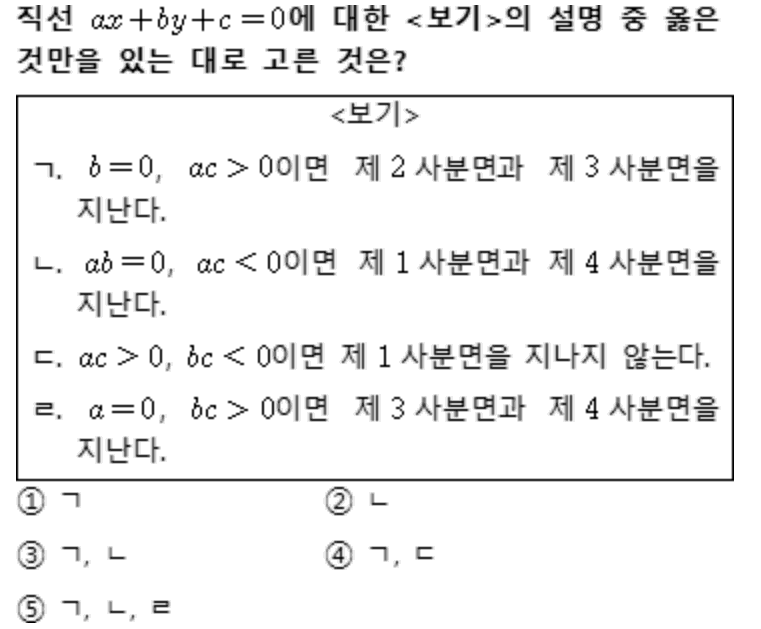 직선 ax+by+c=0에 대한 <보기>의 설명 중 옳은
것만을 있는 대로 고른 것은?
<보기>
ㄱ. b=0, ac>0이면 제 2 사분면과 제 3 사분면을
지난다.
ㄴ. ab=0, ac<0이면 제 1 사분면과 제 4 사분면을
지난다.
ㄷ. ac>0, bc<0이면 제 1 사분면을 지나지 않는다.
ㄹ. a=0, bc>0이면 제 3 사분면과 제 4 사분면을
지난다.
① ㄱ ② ㄴ
③ ㄱ, ㄴ ④ ㄱ, ㄷ
⑤ ㄱ, ㄴ, ㄹ